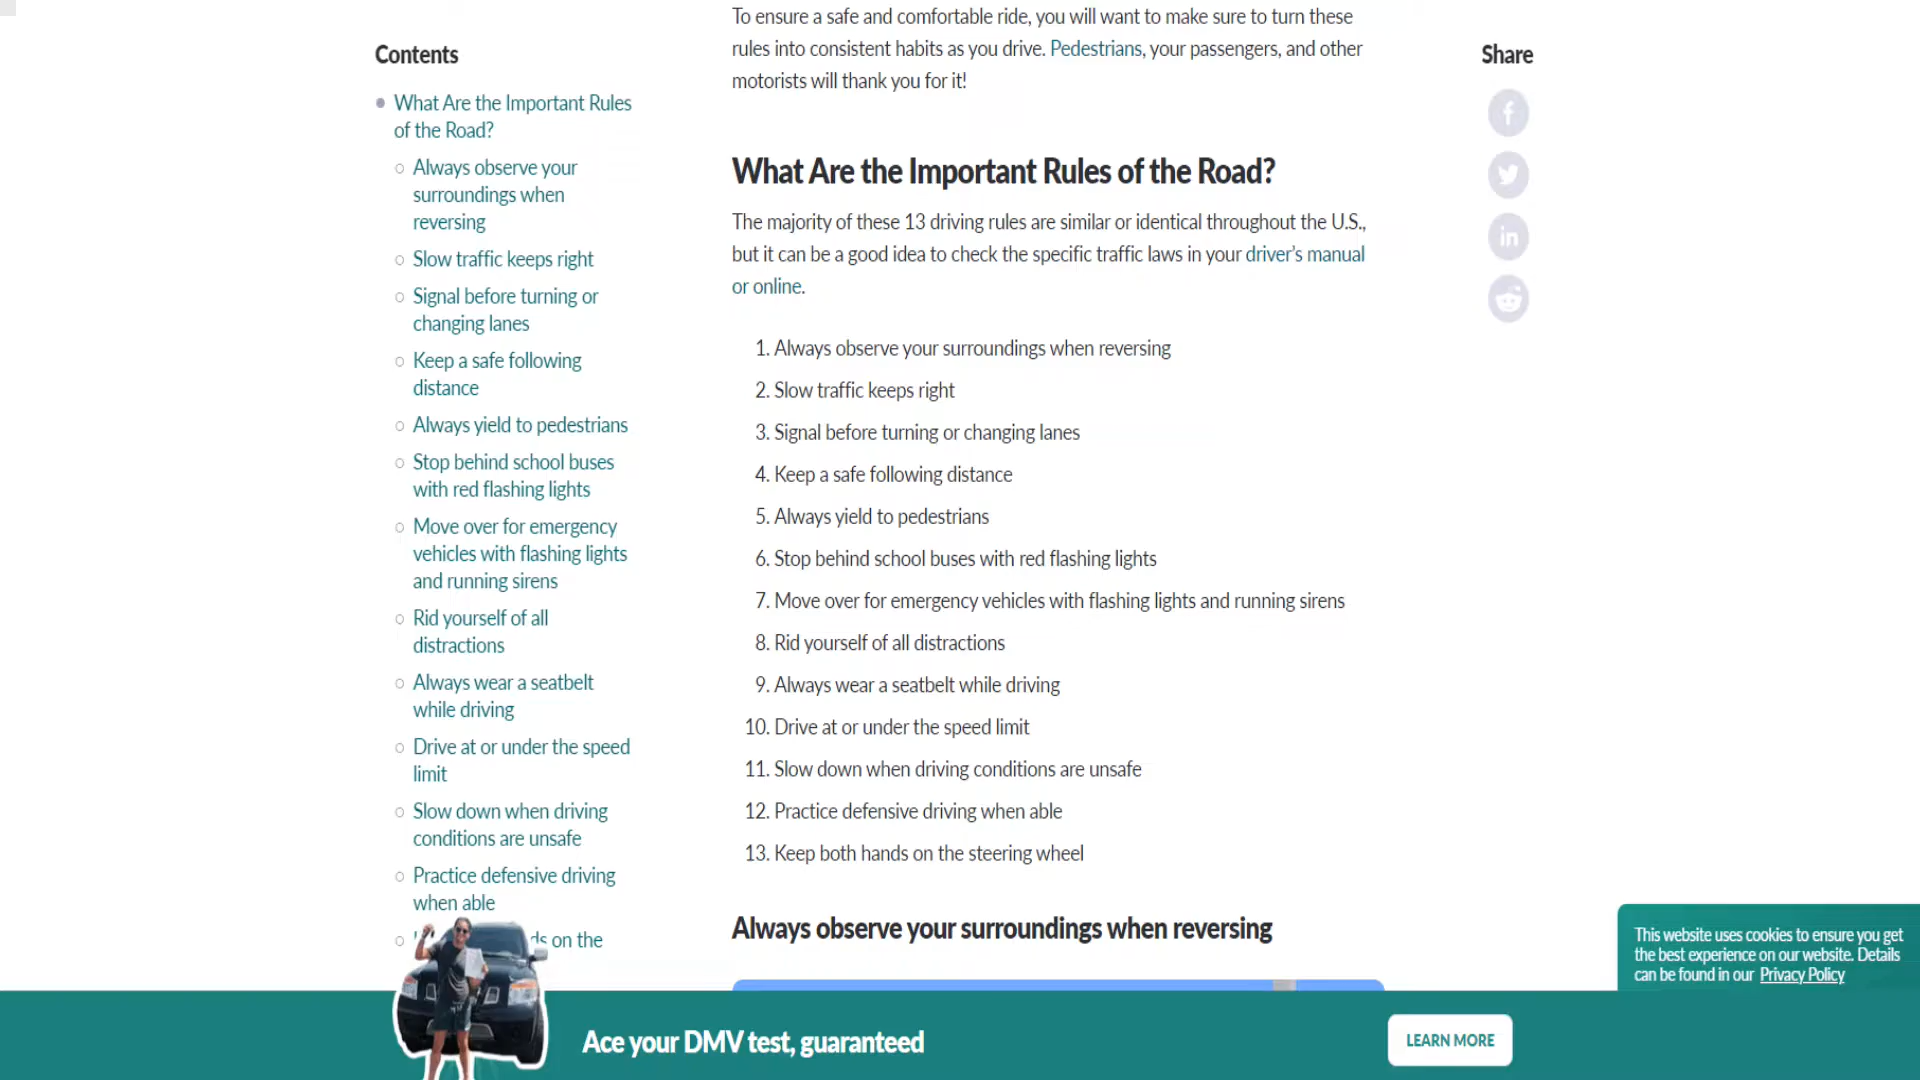 Contents
What Are the Important Rules
of the Road?
Always observe your
surroundings when
reversing
Slow traffic keeps right
Signal before turning or
changing lanes
Keep a safe following
distance
Always yield to pedestrians
Stop behind school buses
with red flashing lights
Move over for emergency
vehicles with flashing lights
and running sirens
Rid yourself of all
distractions
Always wear a seatbelt
while driving
Drive at or under the speed
limit
Slow down when driving
conditions are unsafe
Practice defensive driving
when able
on the
To ensure a safe and comfortable ride, you will want to make sure to turn these
rules into consistent habits as you drive. Pedestrians, your passengers, and other
motorists will thank you for it!
What Are the Important Rules of the Road?
The majority of these 13 driving rules are similar or identical throughout the U.S.,
but it can be a good idea to check the specific traffic laws in your driver's manual
or online.
1. Always observe your surroundings when reversing
2. Slow traffic keeps right
3. Signal before turning or changing lanes
4. Keep a safe following distance
5. Always yield to pedestrians
6. Stop behind school buses with red flashing lights
7. Move over for emergency vehicles with flashing lights and running sirens
8. Rid yourself of all distractions
9. Always wear a seatbelt while driving
10. Drive at or under the speed limit
11. Slow down when driving conditions are unsafe
12. Practice defensive driving when able
13. Keep both hands on the steering wheel
Always observe your surroundings when reversing
Share
This website uses cookies to ensure you get
the best experience on our website. Details
can be found in our Privacy Policy
Ace your DMV test, guaranteed
LEARN MORE